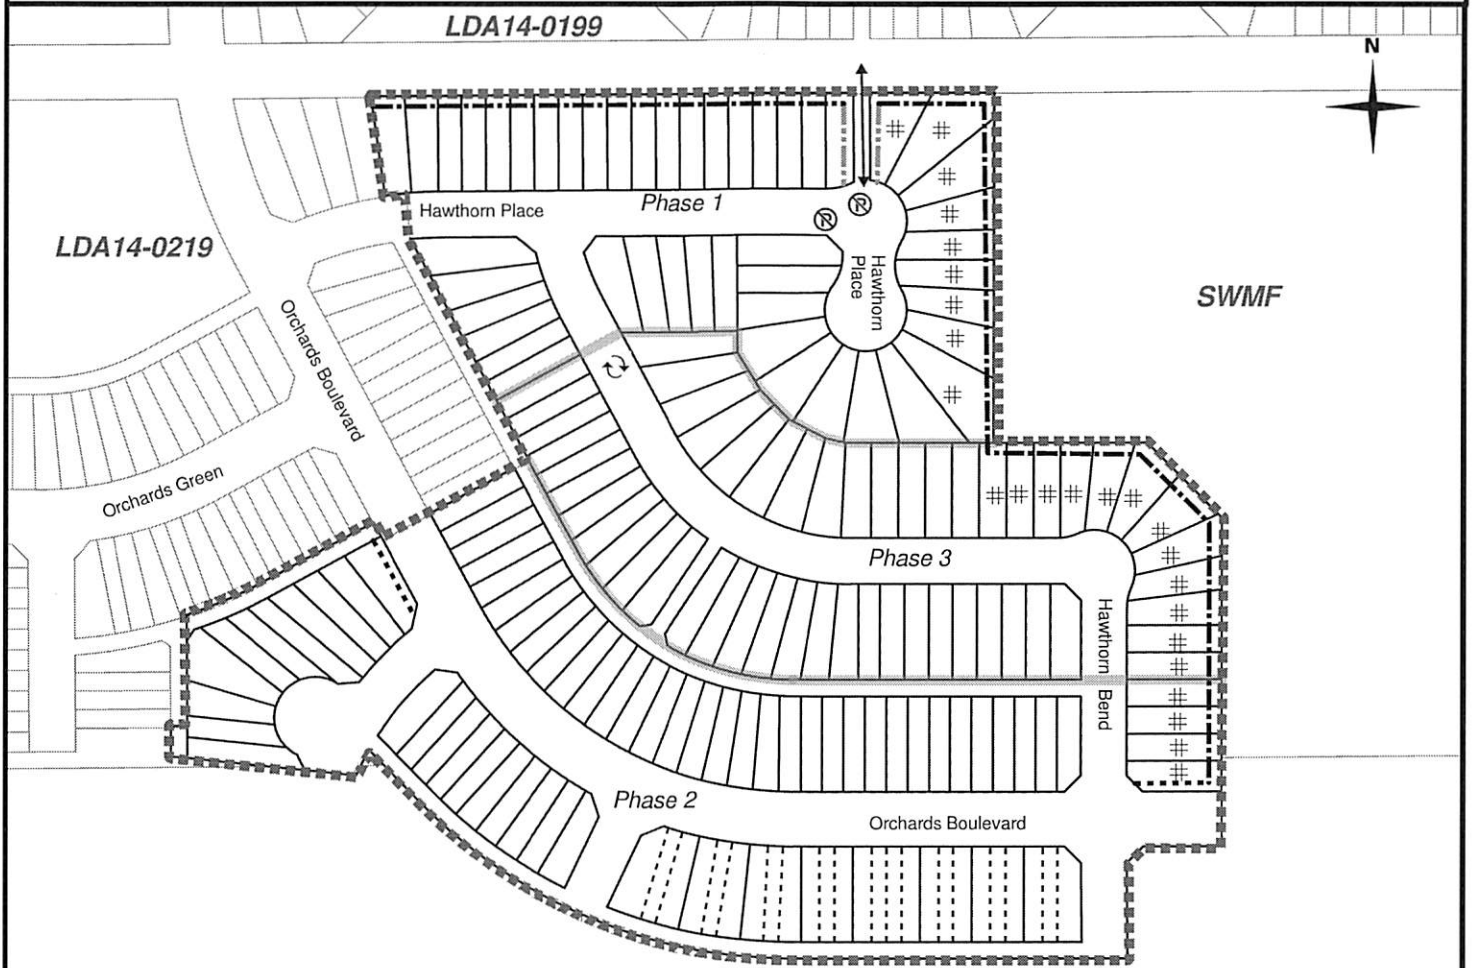 LDA14-0199
N
Hawthorn Place
Phase 1
LDA14-0219
Hawthorn
Place
SWMF
Orchards Boulevard
Orchards Green
Phase 3
Hawthorn Bend
Phase 2
Orchards Boulevard